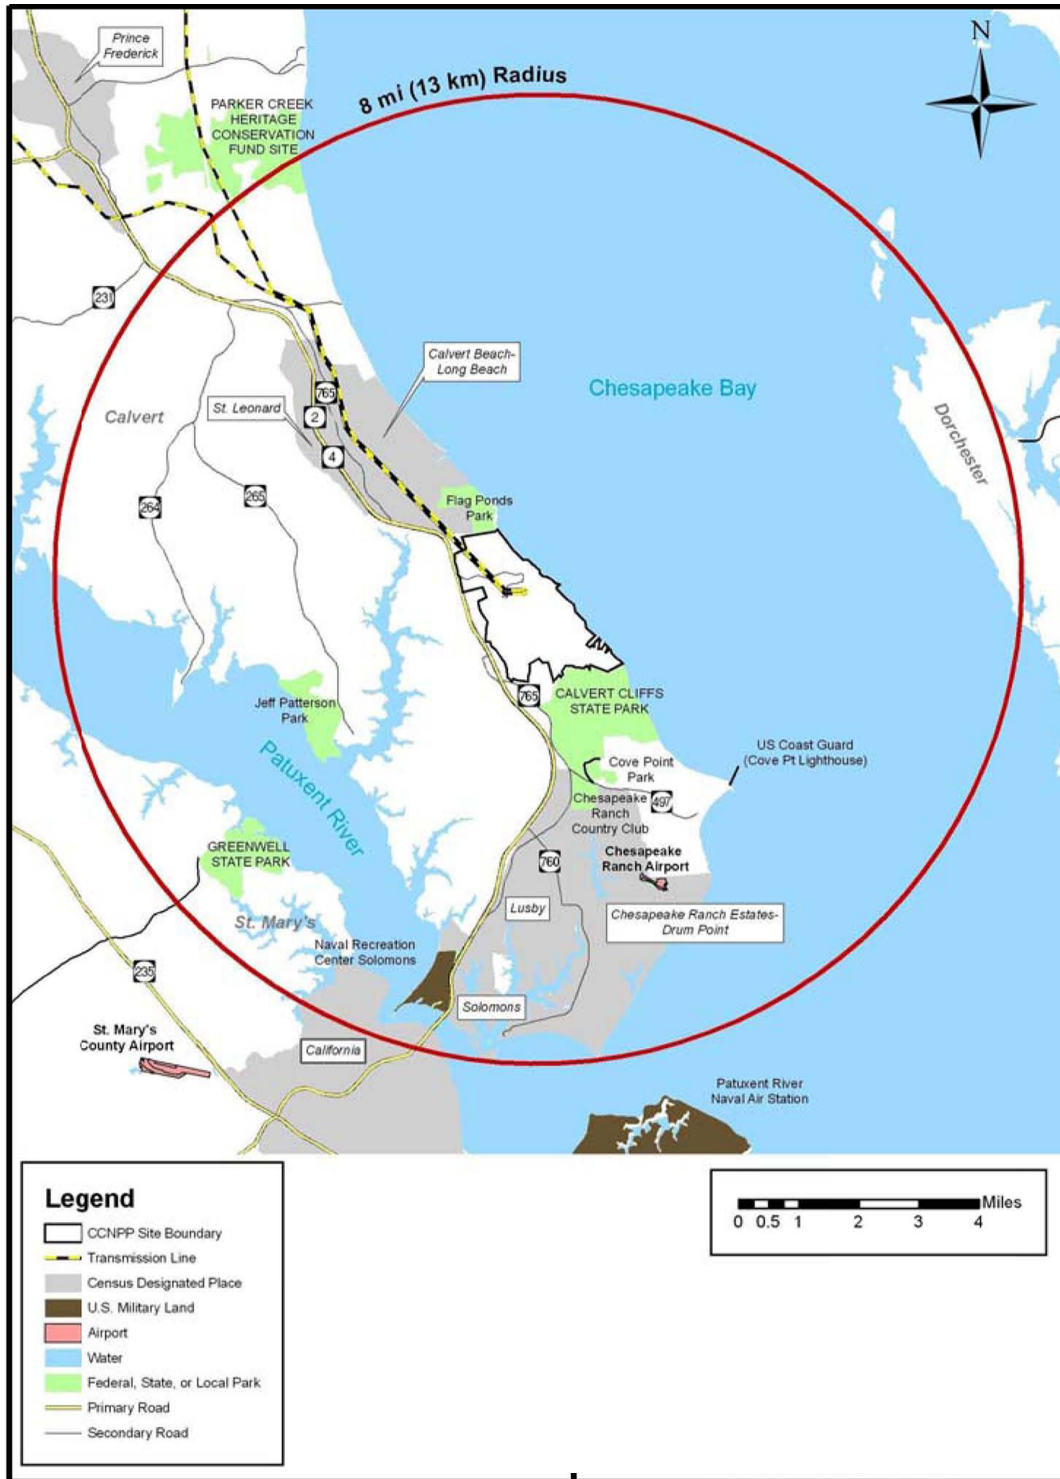 Prince
Frederick
N
8 mi (13 km) Radius
PARKER CREEK
HERITAGE
CONSERVATION
FUND SITE
231
Calvert Beach-
Long Beach
Chesapeake Bay
765
St. Leonard
2
Calvert
Dorchester
4
265
264
Flag Ponds
Park
765
CALVERT CLIFFS
STATE PARK
Jeff Patterson
Park
Patuxent River
US Coast Guard
(Cove Pt Lighthouse)
Cove Point
Park
497
Chesapeake
Ranch
Country Club
GREENWELL
STATE PARK
760
Chesapeake
Ranch Airport
Lusby
Chesapeake Ranch Estates-
Drum Point
St. Mary's
Naval Recreation
Center Solomons
235
Solomons
St. Mary's
County Airport
California
Patuxent River
Naval Air Station
Legend
CCNPP Site Boundary
Transmission Line
Census Designated Place
U.S. Military Land
Airport
Water
Federal, State, or Local Park
Primary Road
Secondary Road
Miles
0 0.5 1 2 3 4